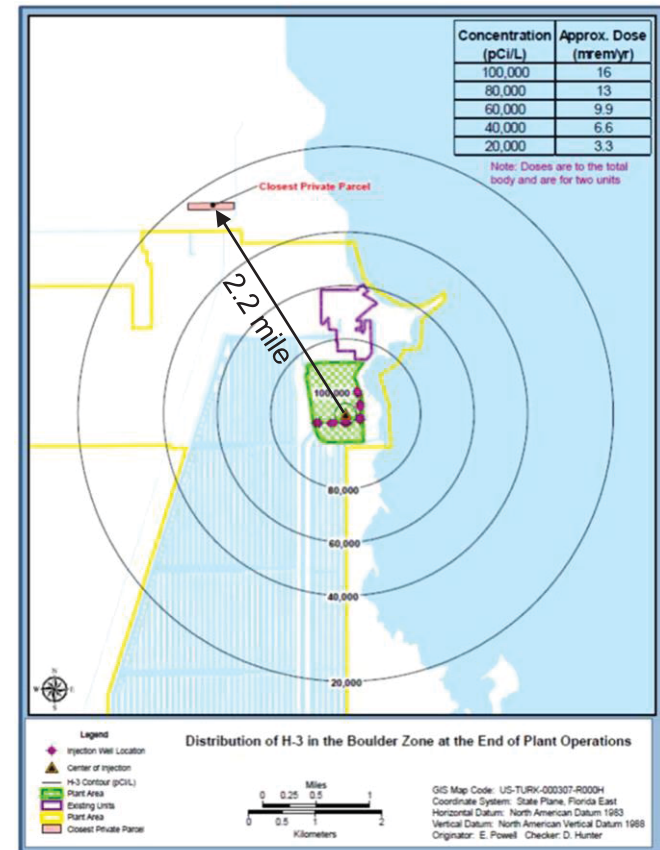 Concentration (pCi/L) Approx. Dose (mrem/yr)
100,000 16
80,000 13
60,000 9.9
40,000 6.6
20,000 3.3
Note: Doses are to the total
body and are for two units
Closest Private Parcel
2.2 mile
100,000
80,000
60,000
40,000
20,000
N
W E
S
Legend
Injection Well Location
Center of Injection
H-3 Contour (pCi/L)
Plant Area
Existing Units
Plant Area
Closest Private Parcel
Distribution of H-3 in the Boulder Zone at the End of Plant Operations
Miles
0 0.25 0.5 1
0 0.5 1 2
Kilometers
GIS Map Code: US-TURK-000307-R000H
Coordinate System: State Plane, Florida East
Horizontal Datum: North American Datum 1983
Vertical Datum: North American Vertical Datum 1988
Originator: E. Powell Checker: D. Hunter